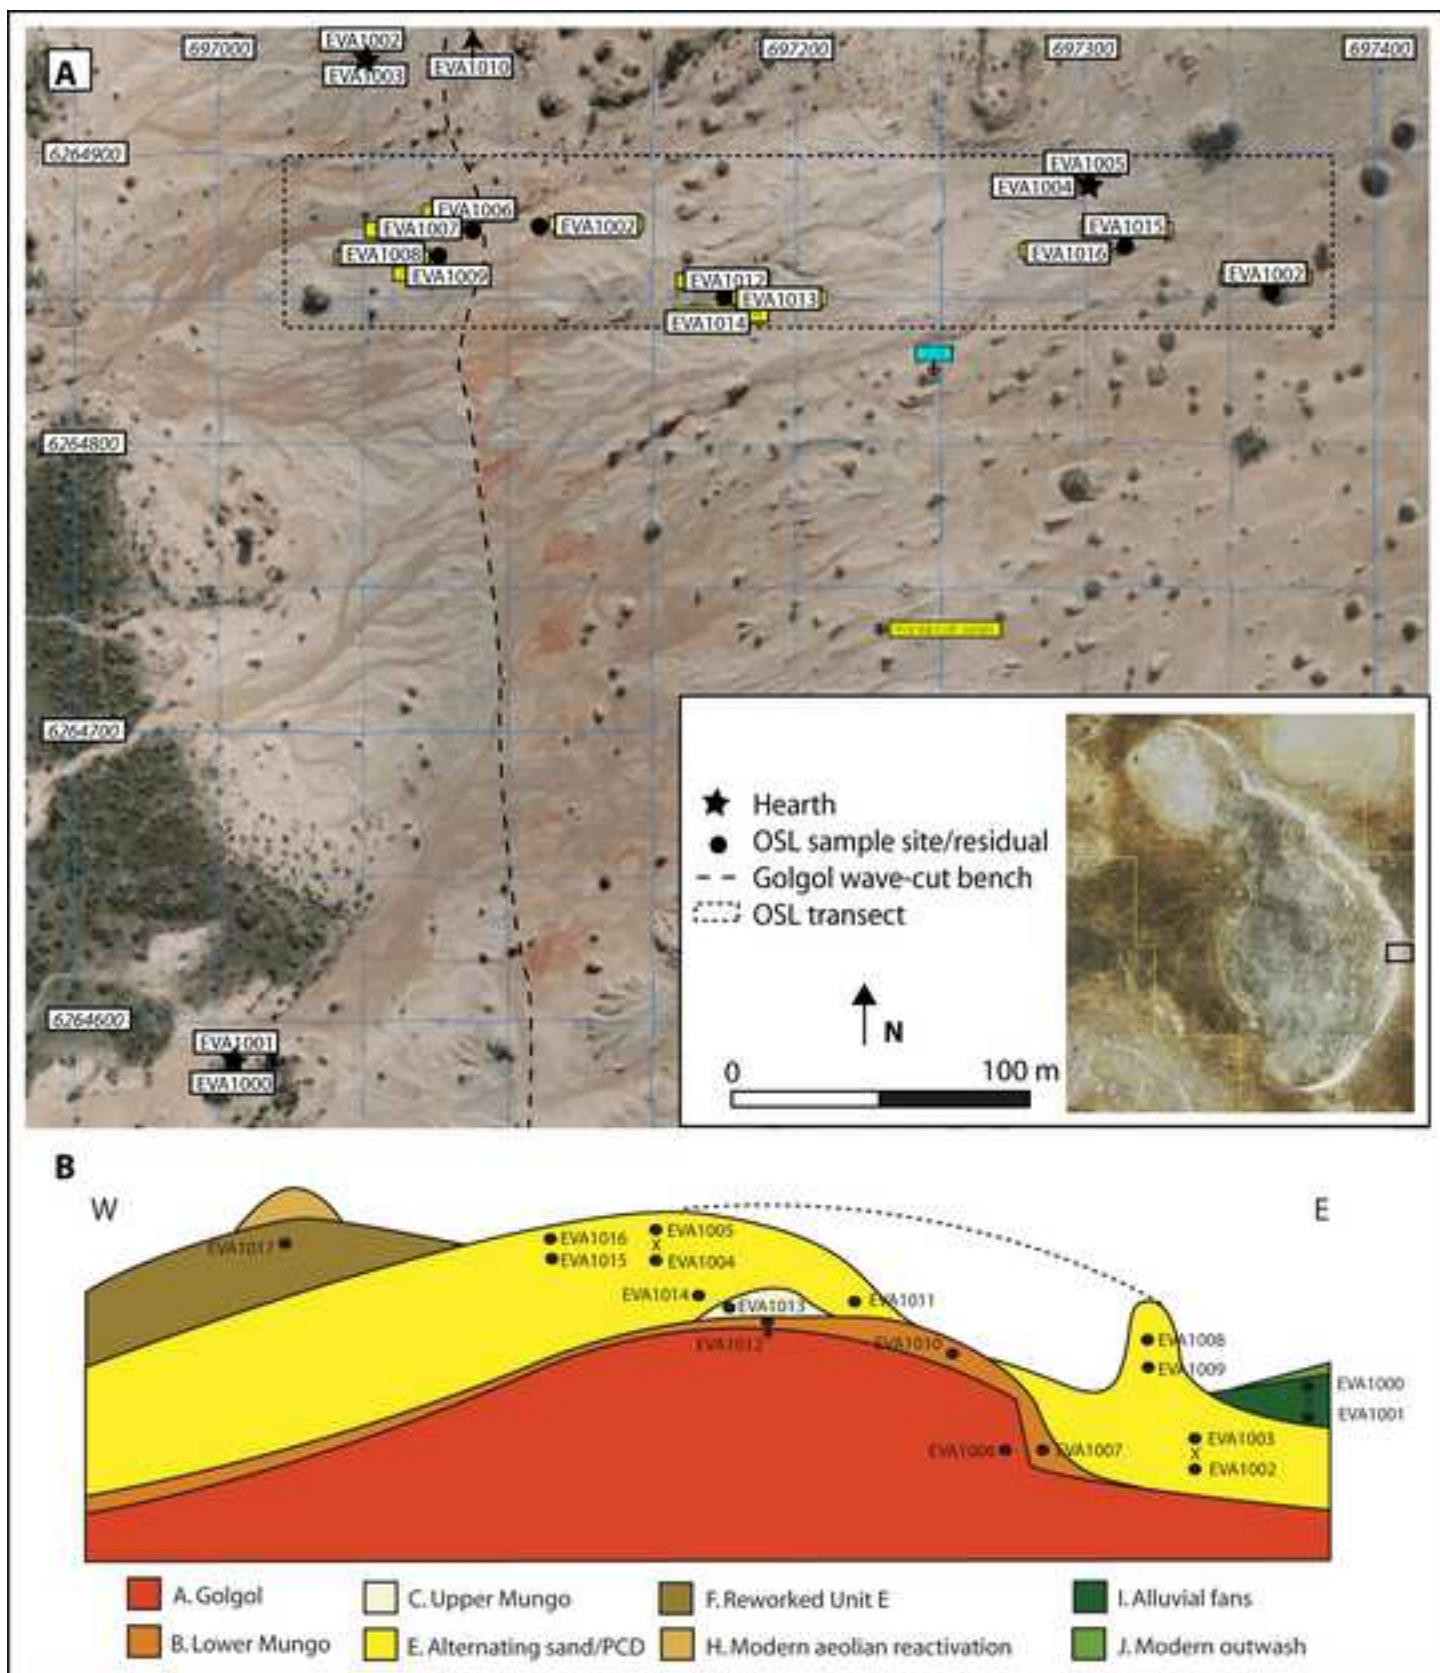 A
697000
EVA1002
EVA1003
EVA1010
697200
697300
697400
6264900
EVA1005
EVA1004
EVA1006
EVA1007
EVA1002
EVA1008
EVA1009
EVA1015
EVA1016
EVA1012
EVA1013
EVA1014
EVA1002
6264800
6264700
6264600
EVA1001
EVA1000
Hearth
OSL sample site/residual
Golgol wave-cut bench
OSL transect
N
0 100 m
B
W
E
EVA1017
EVA1016
EVA1015
EVA1005
X
EVA1004
EVA1014
EVA1013
EVA1011
EVA1012
EVA1010
EVA1008
EVA1009
EVA1000
EVA1001
EVA1006
EVA1007
EVA1003
X
EVA1002
A. Golgol
C. Upper Mungo
F. Reworked Unit E
I. Alluvial fans
B. Lower Mungo
E. Alternating sand/PCD
H. Modern aeolian reactivation
J. Modern outwash